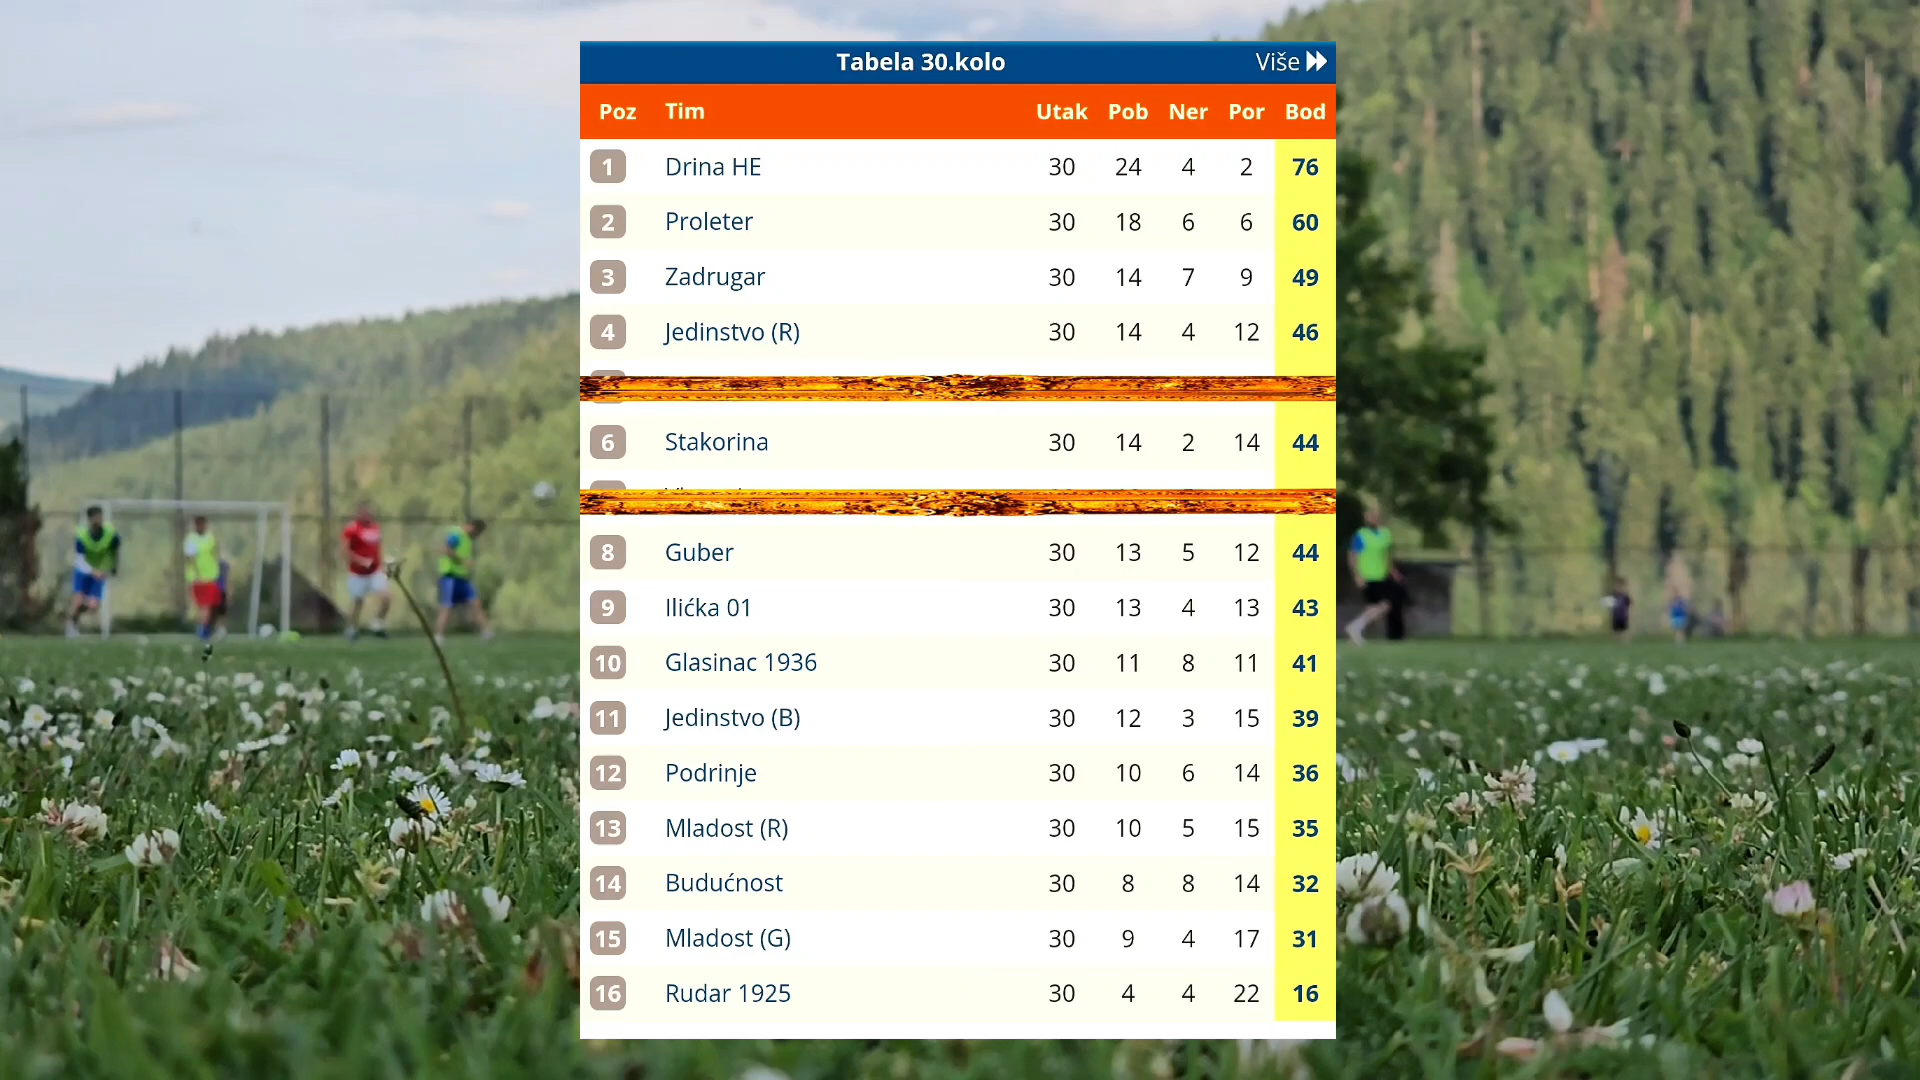 Tabela 30.kolo Više
Poz Tim Utak Pob Ner Por Bod
1 Drina HE 30 24 4 2 76
2 Proleter 30 18 6 6 60
3 Zadrugar 30 14 7 9 49
4 Jedinstvo (R) 30 14 4 12 46
6 Stakorina 30 14 2 14 44
8 Guber 30 13 5 12 44
9 Ilićka 01 30 13 4 13 43
10 Glasinac 1936 30 11 8 11 41
11 Jedinstvo (B) 30 12 3 15 39
12 Podrinje 30 10 6 14 36
13 Mladost (R) 30 10 5 15 35
14 Budućnost 30 8 8 14 32
15 Mladost (G) 30 9 4 17 31
16 Rudar 1925 30 4 4 22 16